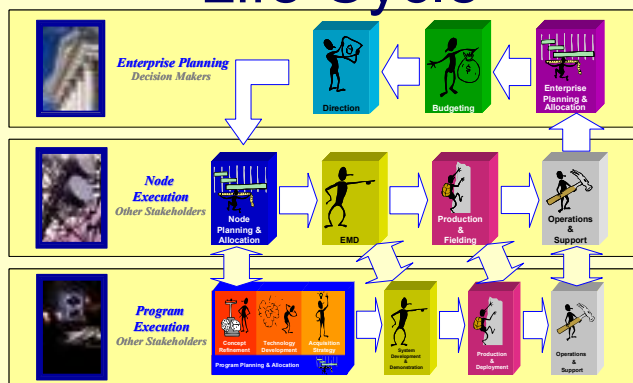 Life Cycle
Enterprise Planning
Decision Makers
Direction
Budgeting
Enterprise
Planning &
Allocation
Node
Execution
Other Stakeholders
Node
Planning &
Allocation
EMD
Production
& Fielding
Operations
&
Support
Program
Execution
Other Stakeholders
Concept
Refinement
Technology
Development
Acquisition
Strategy
Program Planning & Allocation
System
Development
&
Demonstration
Production
&
Deployment
Operations
&
Support